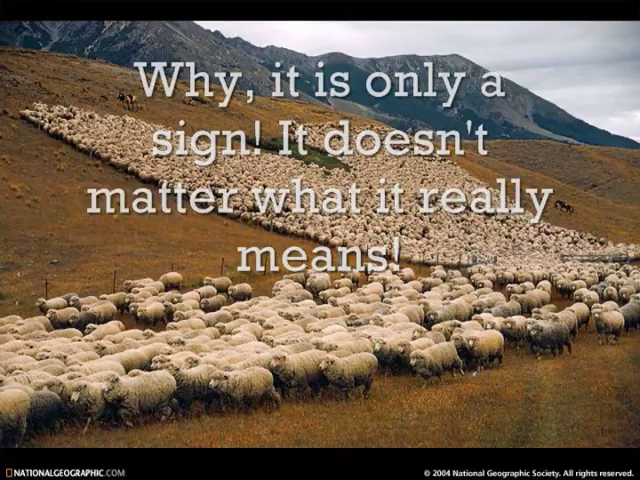 Why, it is only a
sign! It doesn't
matter what it really
means!
NATIONALGEOGRAPHIC.COM
© 2004 National Geographic Society. All rights reserved.